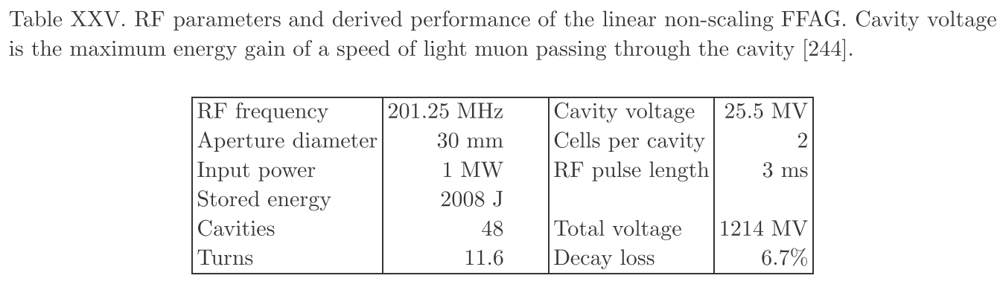 Table XXV. RF parameters and derived performance of the linear non-scaling FFAG. Cavity voltage
is the maximum energy gain of a speed of light muon passing through the cavity [244].
RF frequency 201.25 MHz Cavity voltage 25.5 MV
Aperture diameter 30 mm Cells per cavity 2
Input power 1 MW RF pulse length 3 ms
Stored energy 2008 J
Cavities 48 Total voltage 1214 MV
Turns 11.6 Decay loss 6.7%